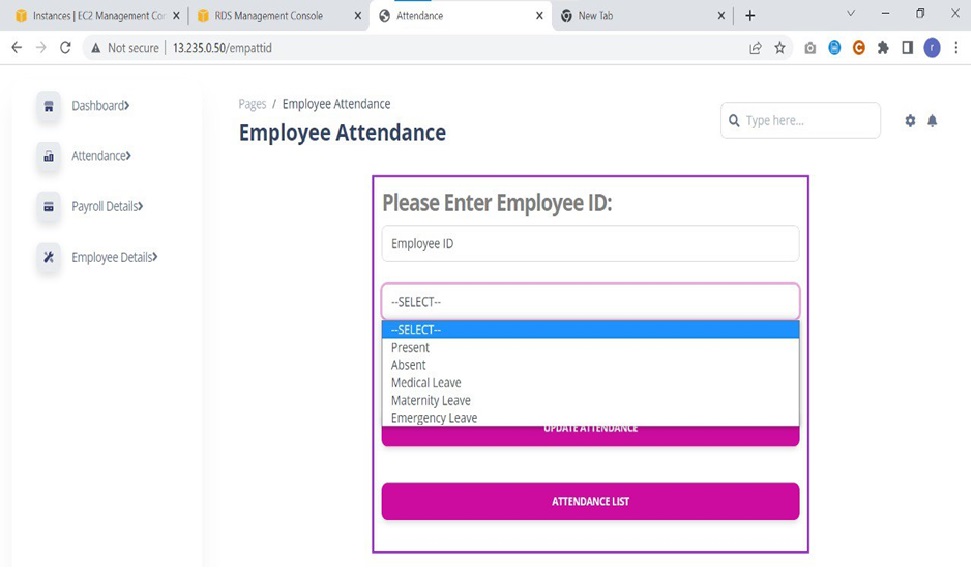 Instances | EC2 Management Con
RDS Management Console
Attendance
New Tab
Not secure
13.235.0.50/empattid
Dashboard
Attendance
Payroll Details
Employee Details
Pages / Employee Attendance
Employee Attendance
Type here...
Please Enter Employee ID:
Employee ID
--SELECT--
--SELECT--
Present
Absent
Medical Leave
Maternity Leave
Emergency Leave
UPDATE ATTENDANCE
ATTENDANCE LIST